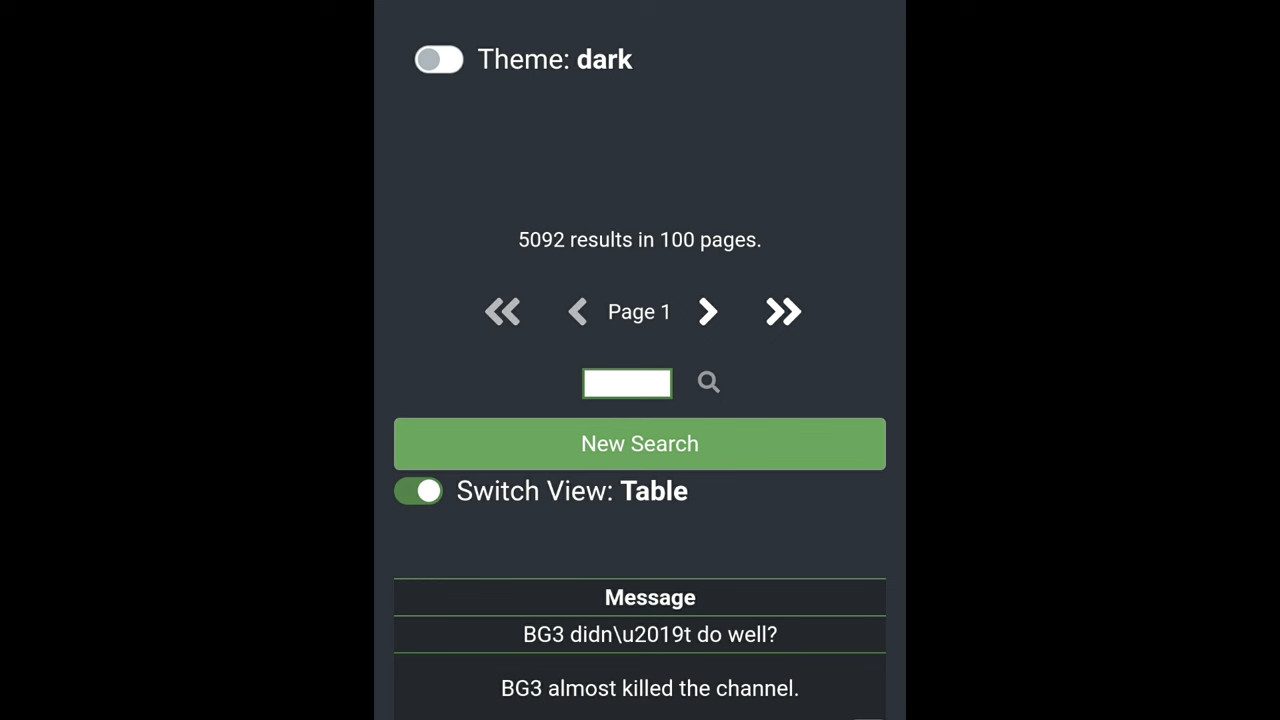 Theme: dark
5092 results in 100 pages.
Page 1
New Search
Switch View: Table
Message
BG3 didn\u2019t do well?
BG3 almost killed the channel.